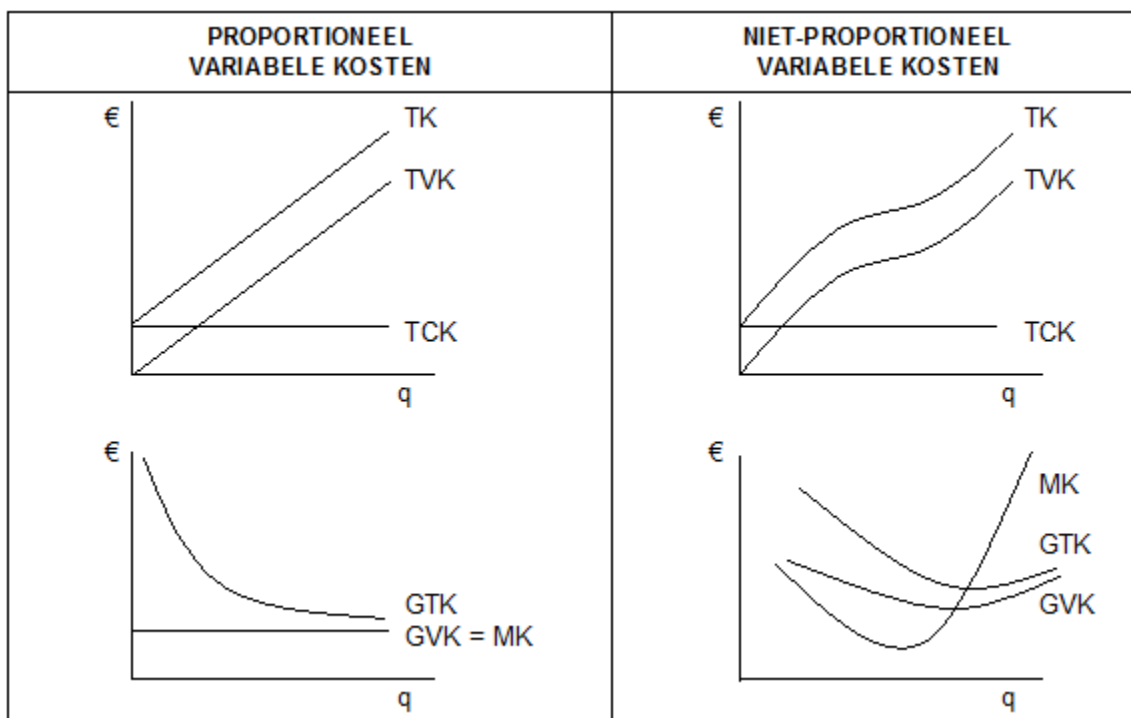 PROPORTIONEEL
VARIABELE KOSTEN
NIET-PROPORTIONEEL
VARIABELE KOSTEN
€
TK
TVK
TCK
q
€
TK
TVK
TCK
q
€
GTK
GVK = MK
q
€
MK
GTK
GVK
q